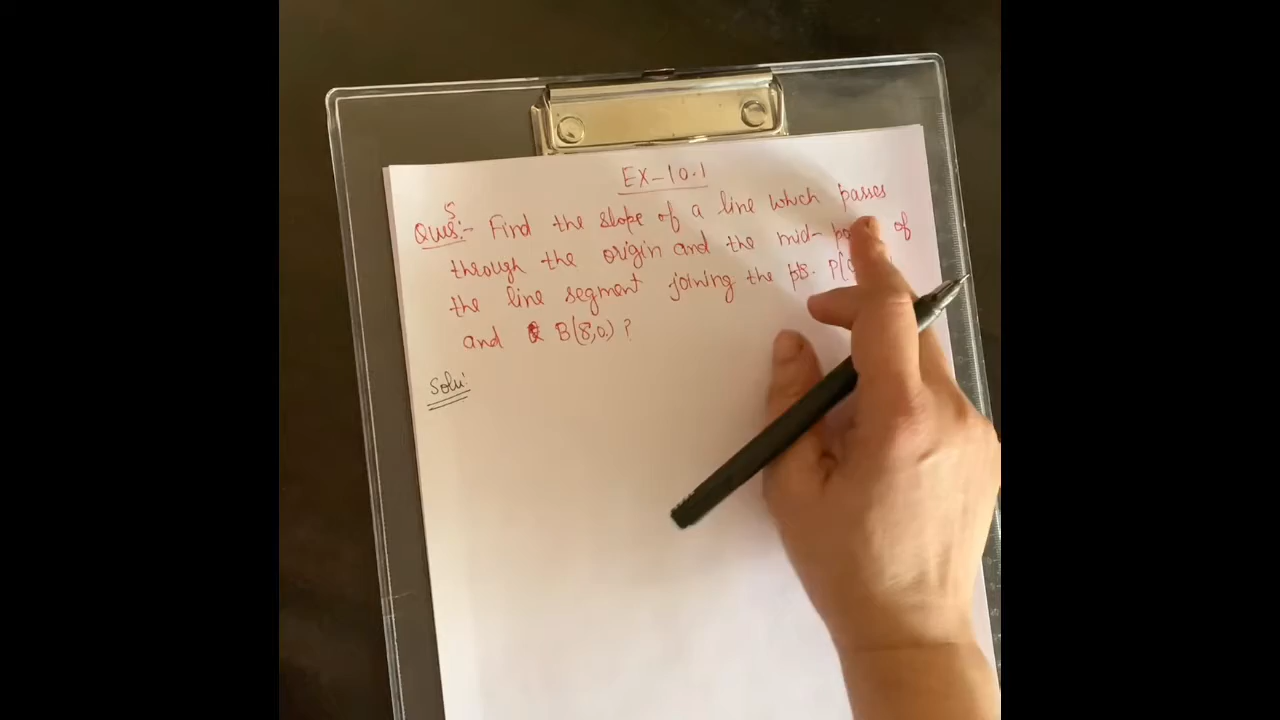 EX-10.1
5
Ques:- Find the slope of a line which passes
through the origin and the mid- of
the line segment joining the pts. P(
and B(8,0) ?
Solu: